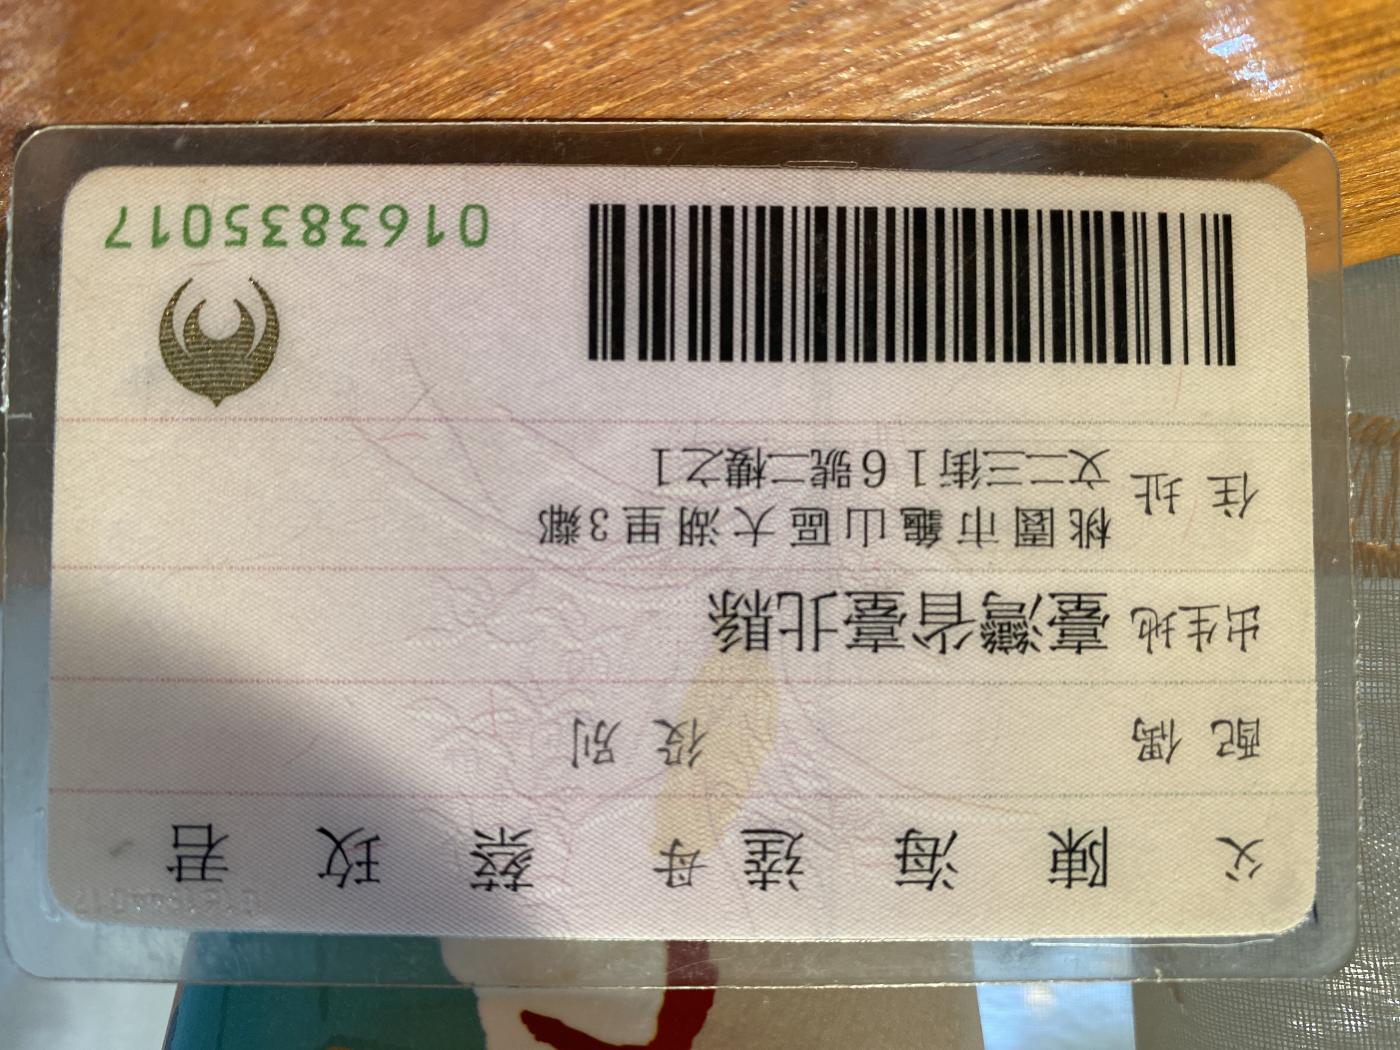 父 陳海達 母 蔡玫君
配偶 役別
出生地 臺灣省臺北縣
住址 桃園市龜山區大湖里3鄰
文二三街16號二樓之1
0163835017